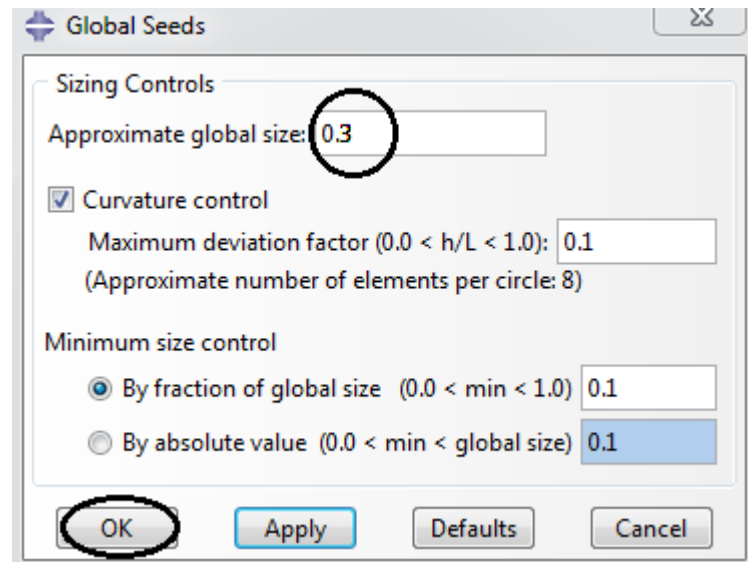 Global Seeds
Sizing Controls
Approximate global size: 0.3
Curvature control
Maximum deviation factor (0.0 < h/L < 1.0): 0.1
(Approximate number of elements per circle: 8)
Minimum size control
By fraction of global size (0.0 < min < 1.0) 0.1
By absolute value (0.0 < min < global size) 0.1
OK Apply Defaults Cancel